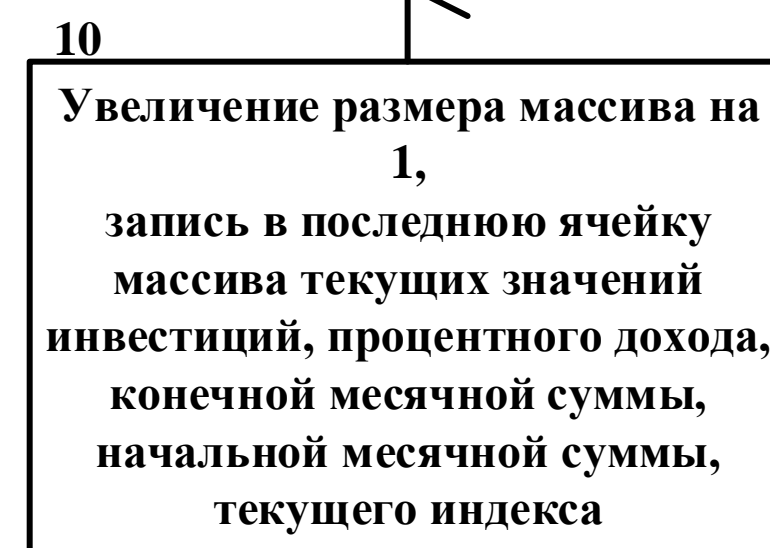 10
Увеличение размера массива на
1,
запись в последнюю ячейку
массива текущих значений
инвестиций, процентного дохода,
конечной месячной суммы,
начальной месячной суммы,
текущего индекса